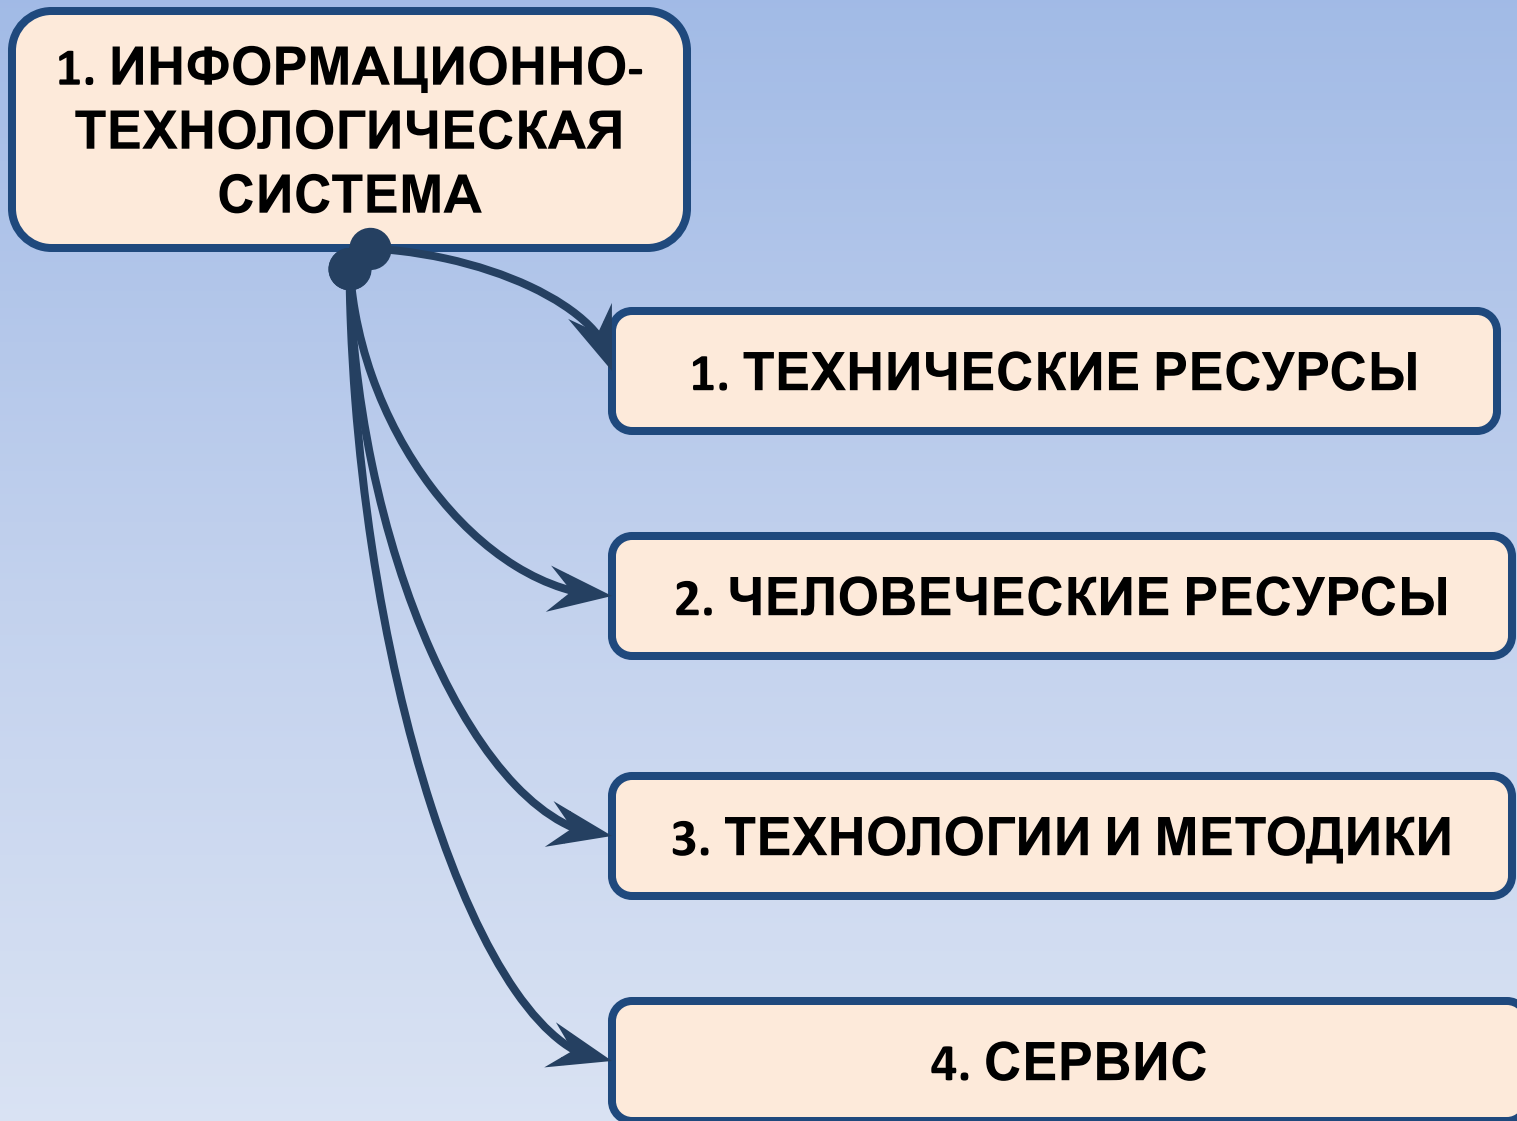 1. ИНФОРМАЦИОННО-
ТЕХНОЛОГИЧЕСКАЯ
СИСТЕМА
1. ТЕХНИЧЕСКИЕ РЕСУРСЫ
2. ЧЕЛОВЕЧЕСКИЕ РЕСУРСЫ
3. ТЕХНОЛОГИИ И МЕТОДИКИ
4. СЕРВИС